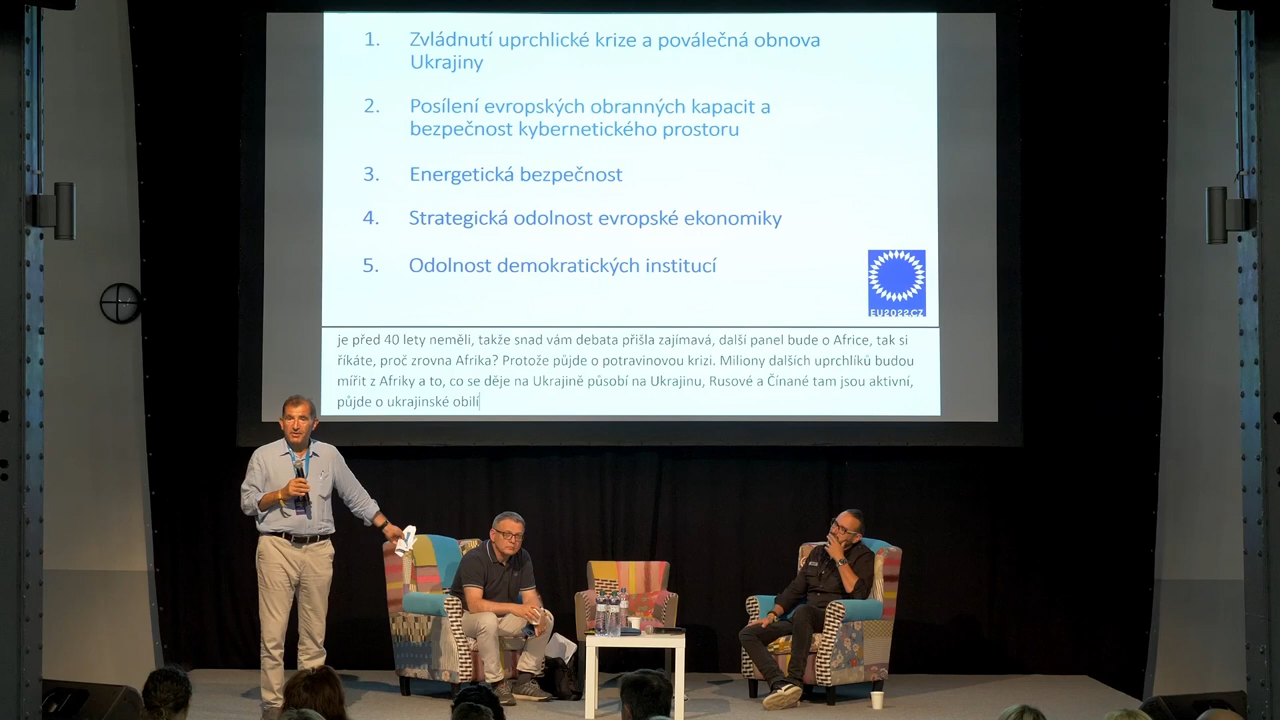 1. Zvládnutí uprchlické krize a poválečná obnova
Ukrajiny
2. Posílení evropských obranných kapacit a
bezpečnost kybernetického prostoru
3. Energetická bezpečnost
4. Strategická odolnost evropské ekonomiky
5. Odolnost demokratických institucí
EU2022.CZ
je před 40 lety neměli, takže snad vám debata přišla zajímavá, další panel bude o Africe, tak si
říkáte, proč zrovna Afrika? Protože půjde o potravinovou krizi. Miliony dalších uprchlíků budou
mířit z Afriky a to, co se děje na Ukrajině působí na Ukrajinu, Rusové a Čínané tam jsou aktivní,
půjde o ukrajinské obilí